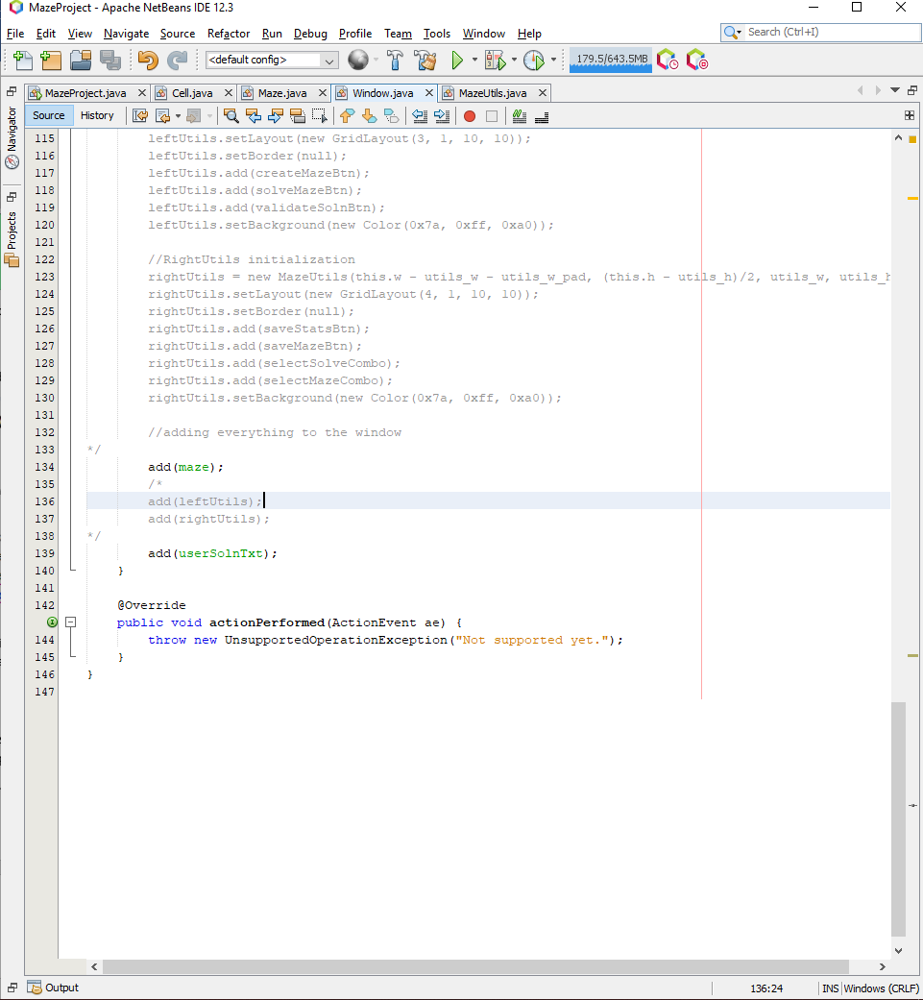 MazeProject - Apache NetBeans IDE 12.3
File Edit View Navigate Source Refactor Run Debug Profile Team Tools Window Help
Search (Ctrl+I)
<default config>
179.5/643.5MB
MazeProject.java
Cell.java
Maze.java
Window.java
MazeUtils.java
Source
History
Navigator
Projects
115 leftUtils.setLayout(new GridLayout(3, 1, 10, 10));
116 leftUtils.setBorder(null);
117 leftUtils.add(createMazeBtn);
118 leftUtils.add(solveMazeBtn);
119 leftUtils.add(validateSolnBtn);
120 leftUtils.setBackground(new Color(0x7a, 0xff, 0xa0));
121
122 //RightUtils initialization
123 rightUtils = new MazeUtils(this.w - utils_w - utils_w_pad, (this.h - utils_h)/2, utils_w, utils_h
124 rightUtils.setLayout(new GridLayout(4, 1, 10, 10));
125 rightUtils.setBorder(null);
126 rightUtils.add(saveStatsBtn);
127 rightUtils.add(saveMazeBtn);
128 rightUtils.add(selectSolveCombo);
129 rightUtils.add(selectMazeCombo);
130 rightUtils.setBackground(new Color(0x7a, 0xff, 0xa0));
131
132 //adding everything to the window
133 */
134 add(maze);
135 /*
136 add(leftUtils);
137 add(rightUtils);
138 */
139 add(userSolnTxt);
140 }
141
142 @Override
public void actionPerformed(ActionEvent ae) {
144 throw new UnsupportedOperationException("Not supported yet.");
145 }
146 }
147
Output
136:24
INS
Windows (CRLF)